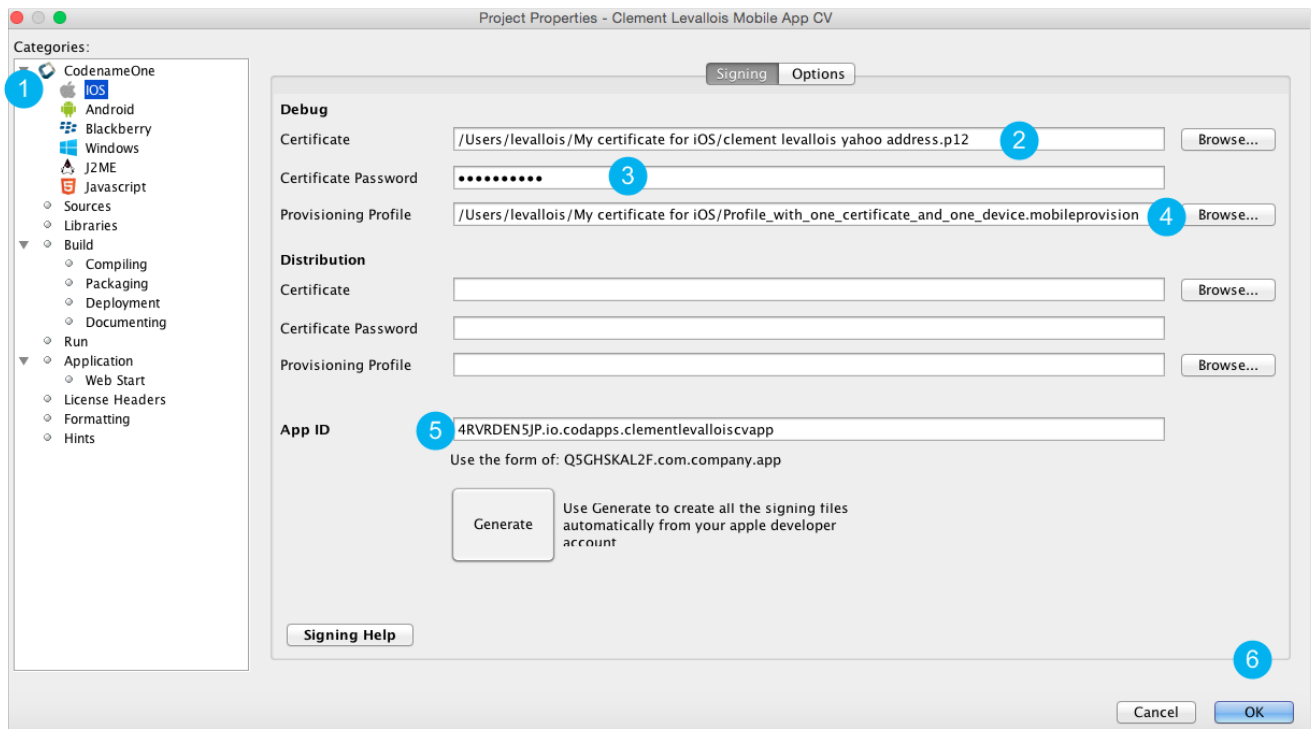 Project Properties - Clement Levallois Mobile App CV
Categories:
CodenameOne
1
IOS
Android
Blackberry
Windows
J2ME
Javascript
Sources
Libraries
Build
Compiling
Packaging
Deployment
Documenting
Run
Application
Web Start
License Headers
Formatting
Hints
Signing Options
Debug
Certificate /Users/levallois/My certificate for iOS/clement levallois yahoo address.p12 2 Browse...
Certificate Password •••••••••• 3
Provisioning Profile /Users/levallois/My certificate for iOS/Profile_with_one_certificate_and_one_device.mobileprovision 4 Browse...
Distribution
Certificate Browse...
Certificate Password
Provisioning Profile Browse...
App ID 5 4RVRDEN5JP.io.codapps.clementlevalloiscvapp
Use the form of: Q5GHSKAL2F.com.company.app
Generate
Use Generate to create all the signing files
automatically from your apple developer
account
Signing Help
6
Cancel OK